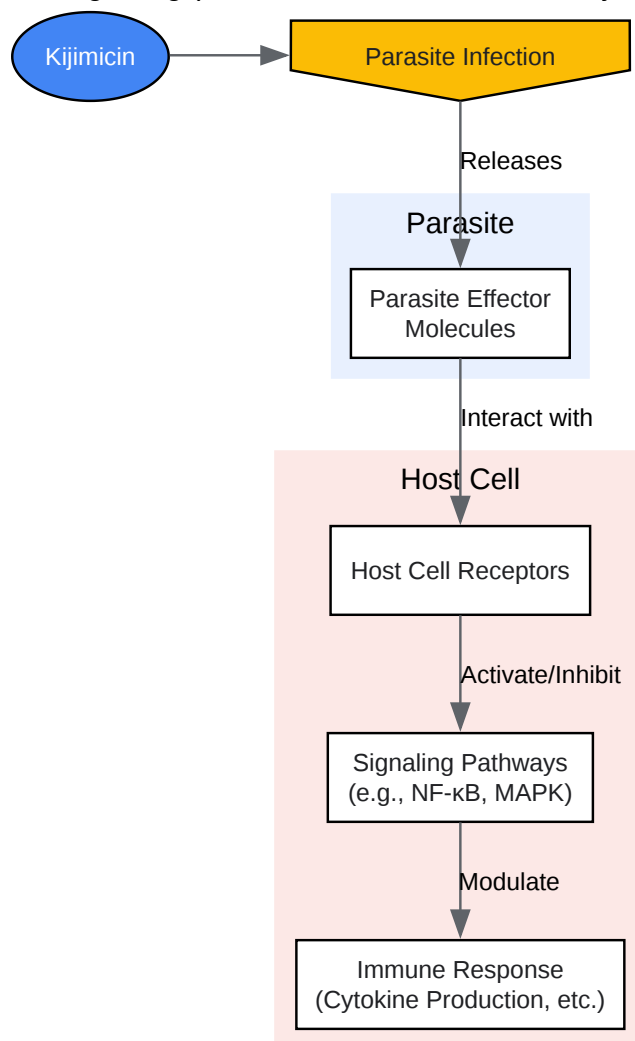 Kijimicin
Parasite Infection
Releases
Parasite
Parasite Effector
Molecules
Interact with
Host Cell
Host Cell Receptors
Activate/Inhibit
Signaling Pathways
(e.g., NF-κB, MAPK)
Modulate
Immune Response
(Cytokine Production, etc.)